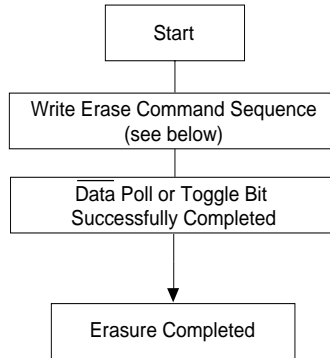 Start
Write Erase Command Sequence
(see below)
Data Poll or Toggle Bit
Successfully Completed
Erasure Completed